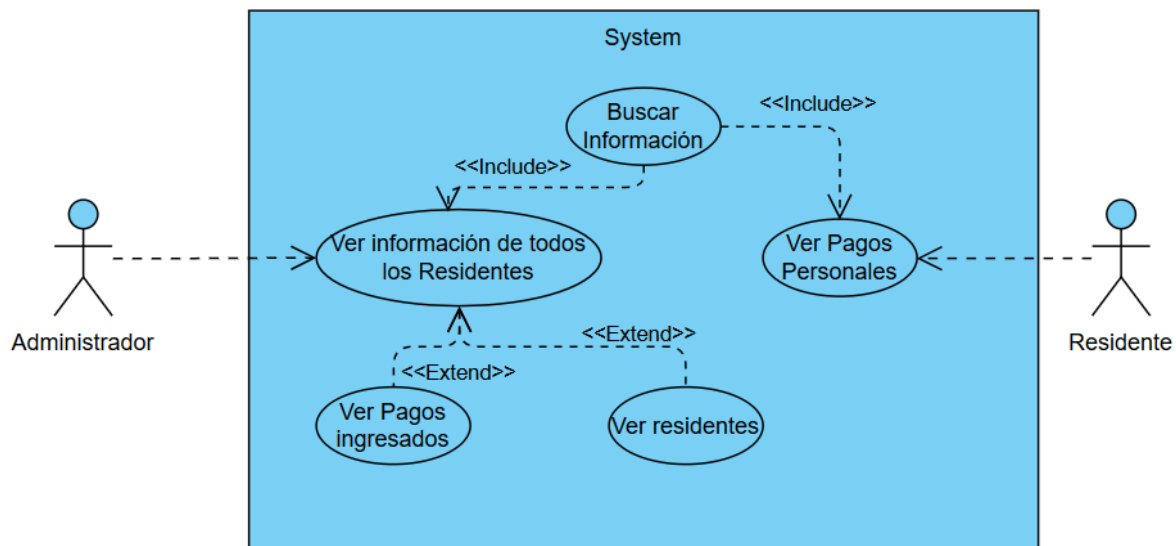 System
Buscar
Información
<<Include>>
<<Include>>
Ver información de todos
los Residentes
Ver Pagos
Personales
Administrador
Residente
<<Extend>>
<<Extend>>
Ver Pagos
ingresados
Ver residentes